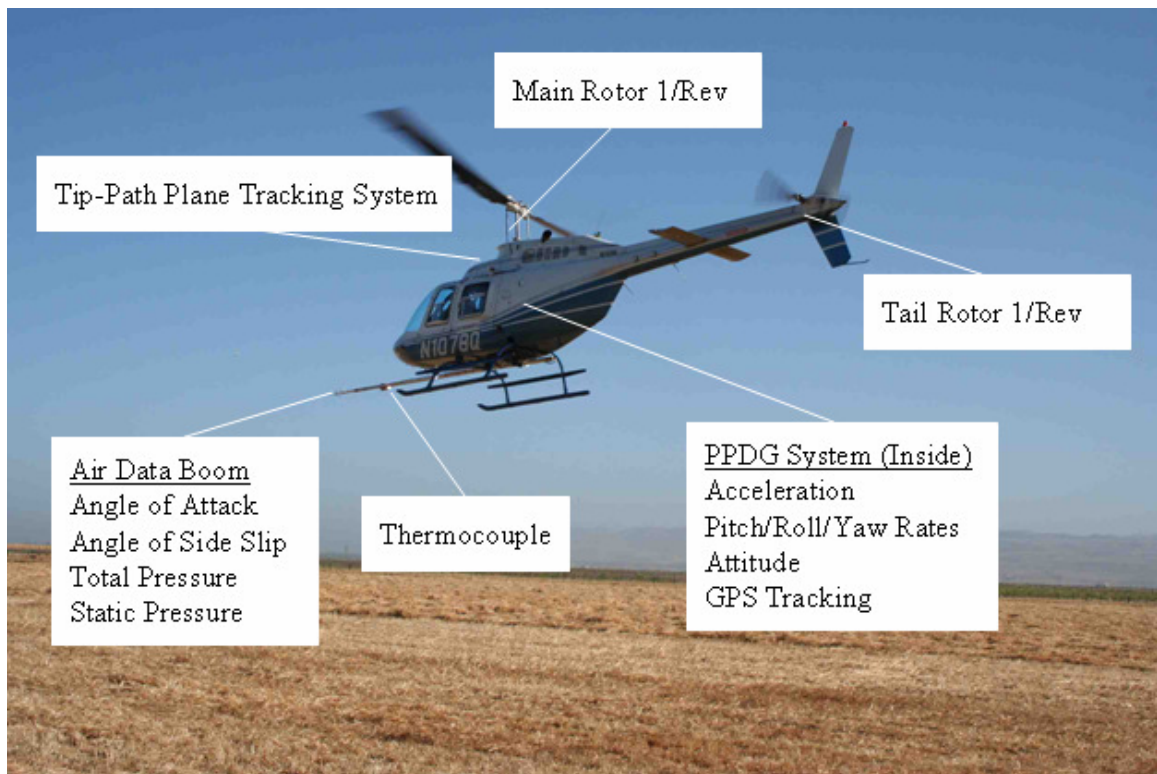 Main Rotor 1/Rev
Tip-Path Plane Tracking System
Tail Rotor 1/Rev
N1078Q
Air Data Boom
Angle of Attack
Angle of Side Slip
Total Pressure
Static Pressure
Thermocouple
PPDG System (Inside)
Acceleration
Pitch/Roll/Yaw Rates
Attitude
GPS Tracking